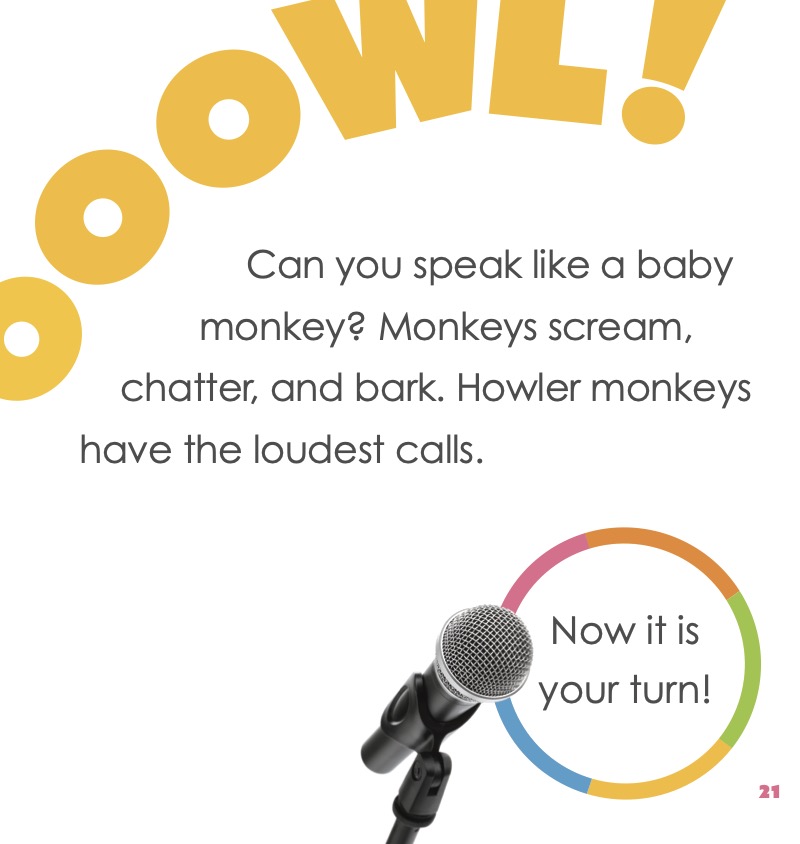 OOOWL!
Can you speak like a baby
monkey? Monkeys scream,
chatter, and bark. Howler monkeys
have the loudest calls.
Now it is
your turn!
21